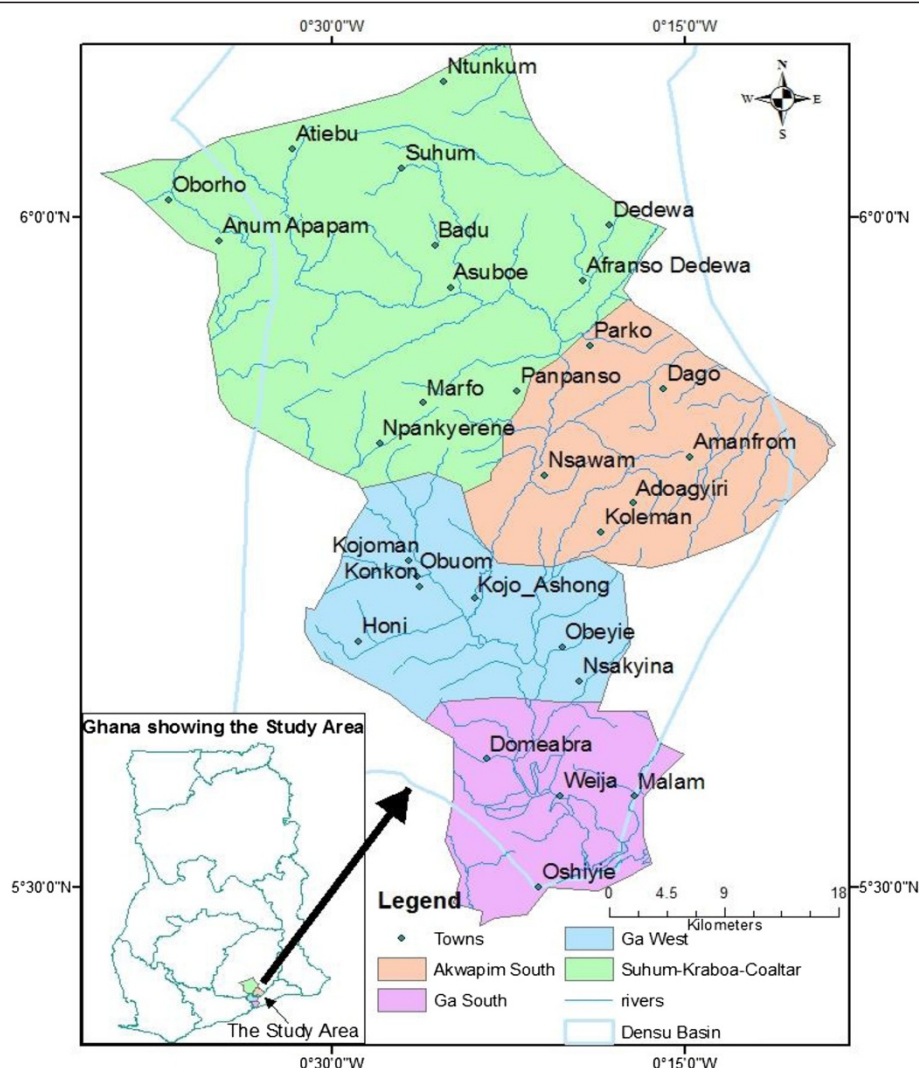 0°30'0"W 0°15'0"W
N
W E
S
Ntunkum
Atiebu
Suhum
Oborho
6°0'0"N 6°0'0"N
Dedewa
Anum Apapam
Badu
Asuboe
Afranso Dedewa
Parko
Panpanso
Dago
Marfo
Npankyerene
Amanfrom
Nsawam
Adoagyiri
Koleman
Kojoman
Obuom
Konkon
Kojo_Ashong
Honi
Obeyie
Nsakyina
Ghana showing the Study Area
Domeabra
Weija
Malam
Oshiyie
5°30'0"N 5°30'0"N
0 4.5 9 18
Kilometers
Legend
Towns
Akwapim South
Ga South
Ga West
Suhum-Kraboa-Coaltar
rivers
Densu Basin
The Study Area
0°30'0"W 0°15'0"W